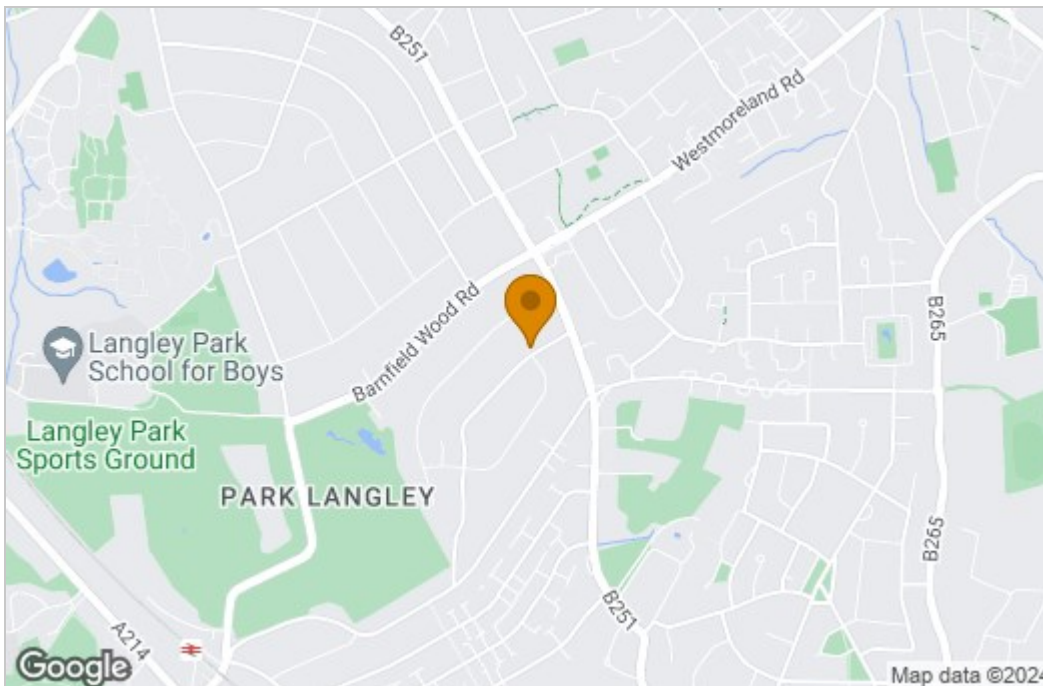 B251
Westmoreland Rd
Barnfield Wood Rd
B265
Langley Park
School for Boys
Langley Park
Sports Ground
PARK LANGLEY
B265
B251
A214
Google
Map data ©2024